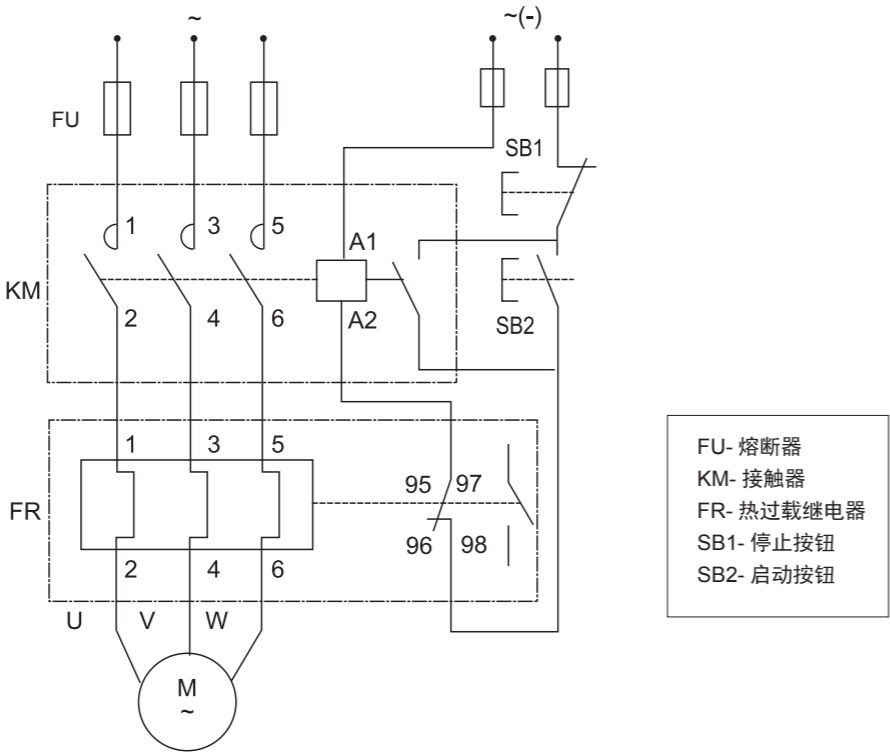 ~
~(-)
FU
SB1
1
3
5
A1
KM
2
4
6
A2
SB2
1
3
5
95
97
FR
96
98
2
4
6
U
V
W
M
~
FU- 熔断器
KM- 接触器
FR- 热过载继电器
SB1- 停止按钮
SB2- 启动按钮